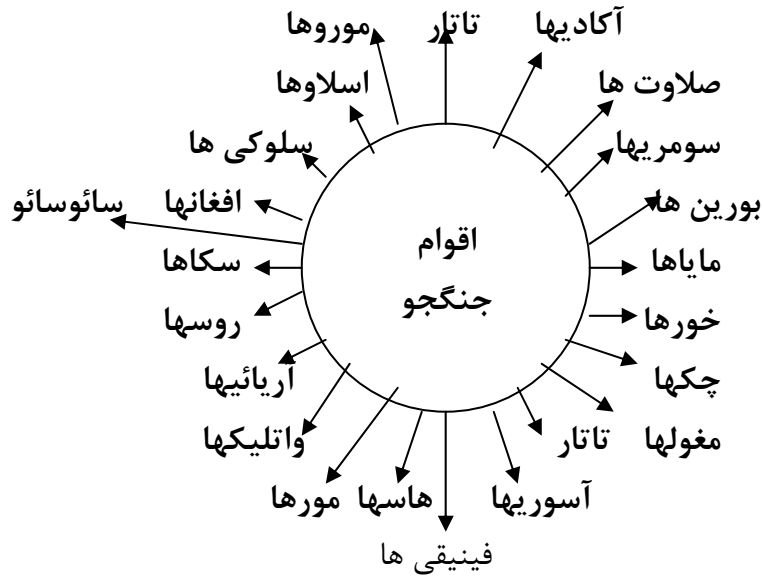 آکادیها تاتار موروها
صلاوت ها اسلاوها
سومریها سلوکی ها
بورین ها افغانها سائوسائو
اقوام
مایاها سکاها
جنگجو
خورها روسها
چکها آریائیها
مغولها تاتار واتلیکها
آسوریها هاسها مورها
فینیقی ها